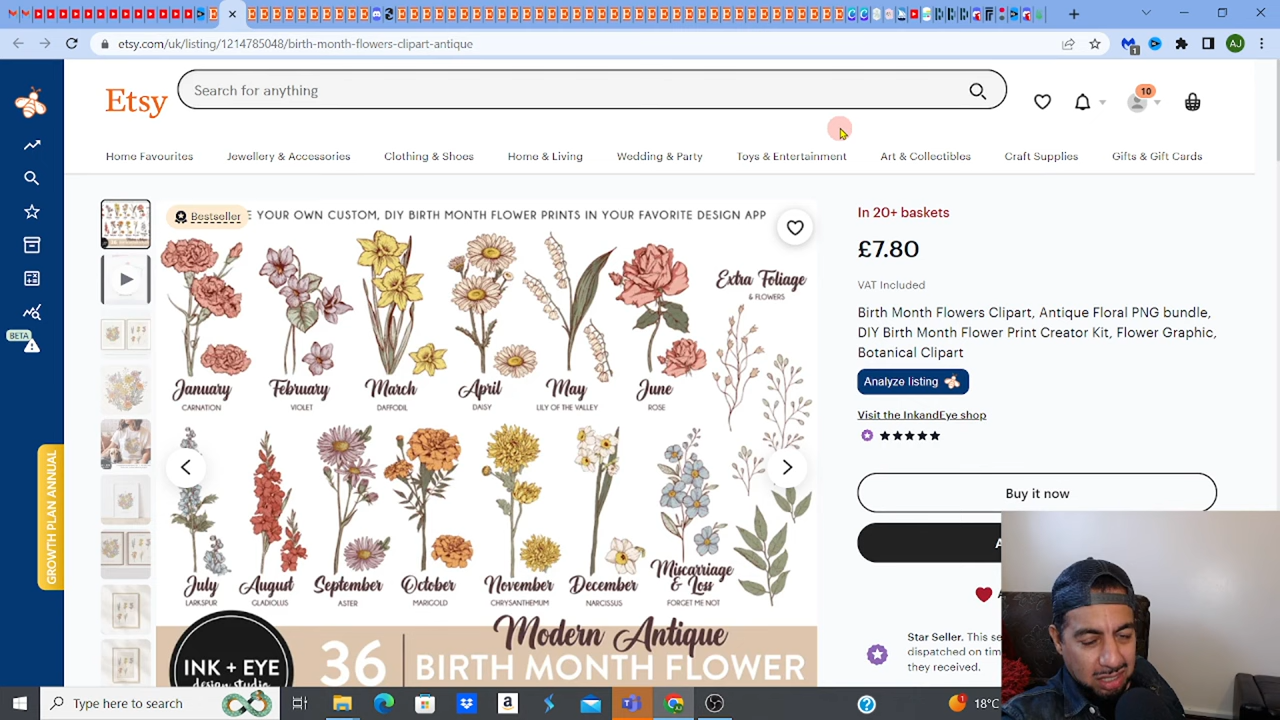 etsy.com/uk/listing/1214785048/birth-month-flowers-clipart-antique
1
AJ
Etsy
Search for anything
10
Home Favourites
Jewellery & Accessories
Clothing & Shoes
Home & Living
Wedding & Party
Toys & Entertainment
Art & Collectibles
Craft Supplies
Gifts & Gift Cards
BETA
GROWTH PLAN ANNUAL
Bestseller
E YOUR OWN CUSTOM, DIY BIRTH MONTH FLOWER PRINTS IN YOUR FAVORITE DESIGN APP
Extra Foliage
& FLOWERS
January
CARNATION
February
VIOLET
March
DAFFODIL
April
DAISY
May
LILY OF THE VALLEY
June
ROSE
July
LARKSPUR
August
GLADIOLUS
September
ASTER
October
MARIGOLD
November
CHRYSANTHEMUM
December
NARCISSUS
Miscarriage
& Loss
FORGET ME NOT
Modern Antique
INK + EYE
design studio
36
BIRTH MONTH FLOWER
In 20+ baskets
£7.80
VAT Included
Birth Month Flowers Clipart, Antique Floral PNG bundle,
DIY Birth Month Flower Print Creator Kit, Flower Graphic,
Botanical Clipart
Analyze listing
Visit the InkandEye shop
Buy it now
Star Seller. This se
dispatched on tim
they received.
Type here to search
1
18°C